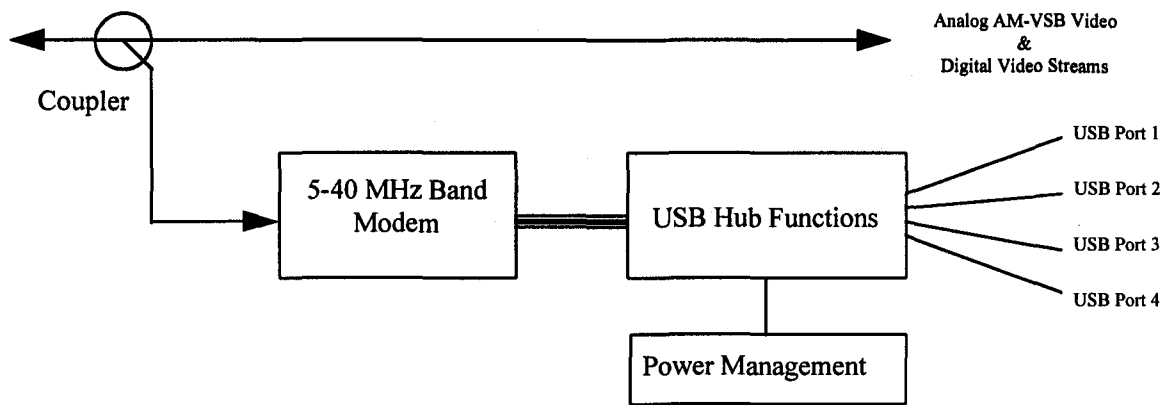 Analog AM-VSB Video
&
Digital Video Streams
Coupler
USB Port 1
5-40 MHz Band
Modem
USB Hub Functions
USB Port 2
USB Port 3
USB Port 4
Power Management